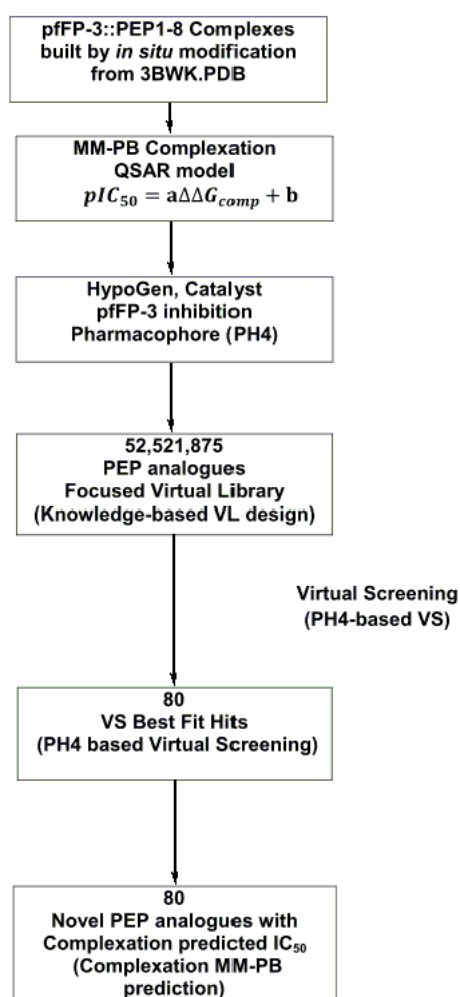 pfFP-3::PEP1-8 Complexes
built by in situ modification
from 3BWK.PDB
MM-PB Complexation
QSAR model
pIC₅₀ = aΔΔG꜀ₒₘₚ + b
HypoGen, Catalyst
pfFP-3 inhibition
Pharmacophore (PH4)
52,521,875
PEP analogues
Focused Virtual Library
(Knowledge-based VL design)
Virtual Screening
(PH4-based VS)
80
VS Best Fit Hits
(PH4 based Virtual Screening)
80
Novel PEP analogues with
Complexation predicted IC₅₀
(Complexation MM-PB
prediction)